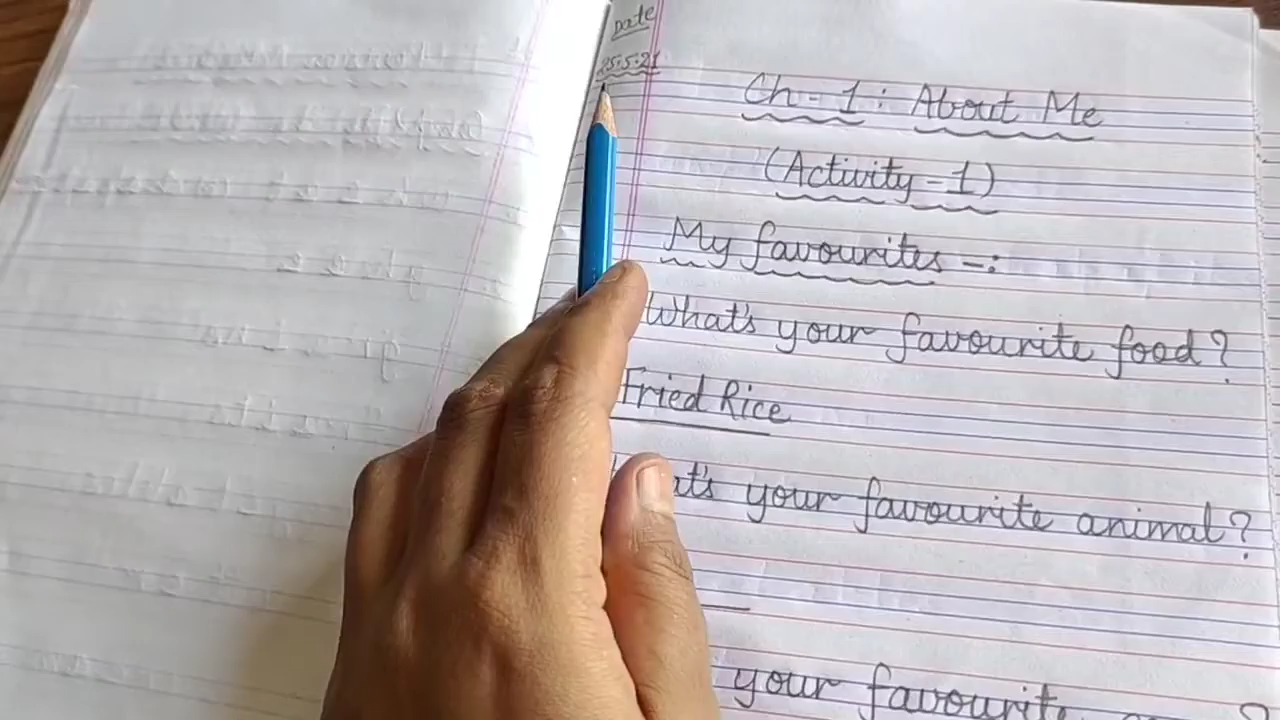 Date
25.5.21
Ch-1: About Me
(Activity-1)
My favourites -:
What's your favourite food?
Fried Rice
your favourite animal?
your favourite